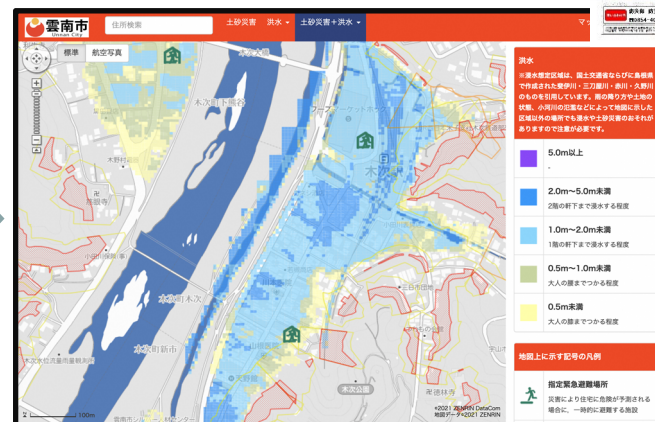 雲南市
Unnan City
住所検索
土砂災害
洪水
土砂災害+洪水
標準
航空写真
木次町下熊谷
木次大橋
木次町木次
木次町新市
三日市団地
木次公園
100m
©2021 ZENRIN DataCom
地図データ©2021 ZENRIN
洪水
※浸水想定区域は、国土交通省ならびに島根県
で作成された斐伊川・三刀屋川・赤川・久野川
のものを引用しています。雨の降り方や土地の
状態、小河川の氾濫などによって地図に示した
区域以外の場所でも浸水や土砂災害のおそれが
ありますので注意が必要です。
5.0m以上
-
2.0m〜5.0m未満
2階の軒下まで浸水する程度
1.0m〜2.0m未満
1階の軒下まで浸水する程度
0.5m〜1.0m未満
大人の腰までつかる程度
0.5m未満
大人の膝までつかる程度
地図上に示す記号の凡例
指定緊急避難場所
災害により住宅に危険が予測される
場合に、一時的に避難する施設